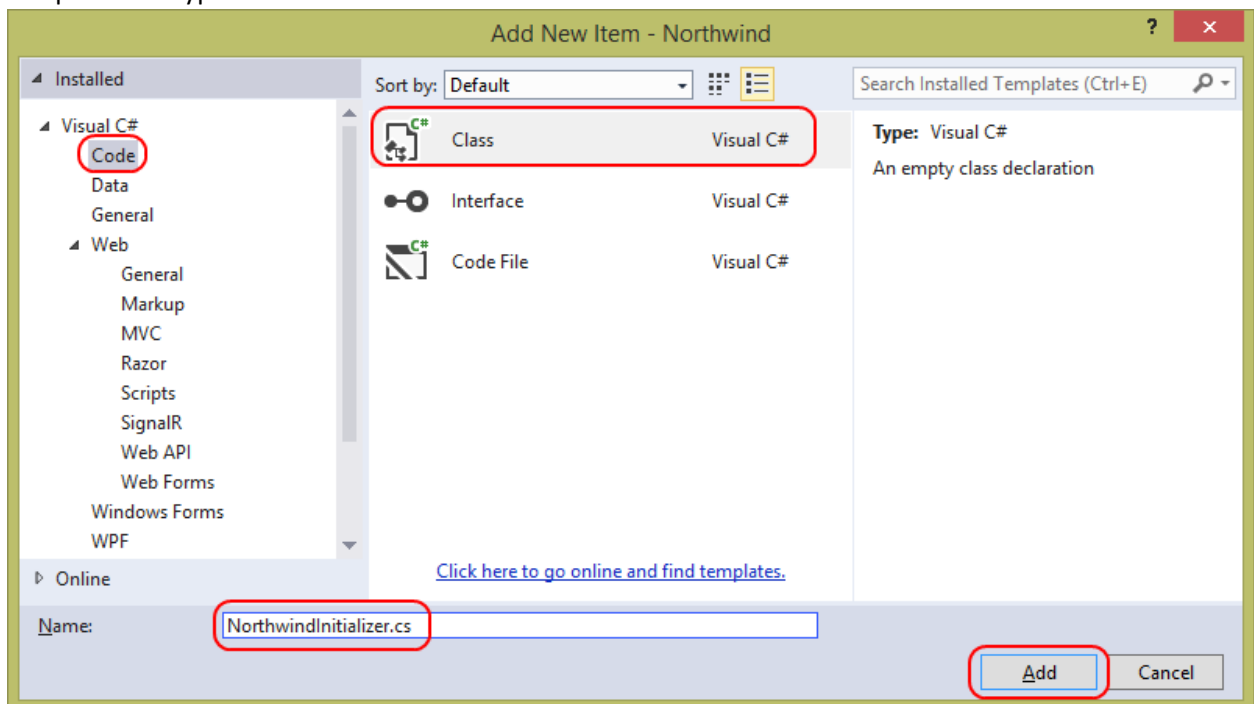 Add New Item - Northwind
?
×
Installed
Sort by: Default
Search Installed Templates (Ctrl+E)
Visual C#
Code
Data
General
Web
General
Markup
MVC
Razor
Scripts
SignalR
Web API
Web Forms
Windows Forms
WPF
Online
C#
Class Visual C#
Interface Visual C#
C#
Code File Visual C#
Click here to go online and find templates.
Type: Visual C#
An empty class declaration
Name: NorthwindInitializer.cs
Add Cancel